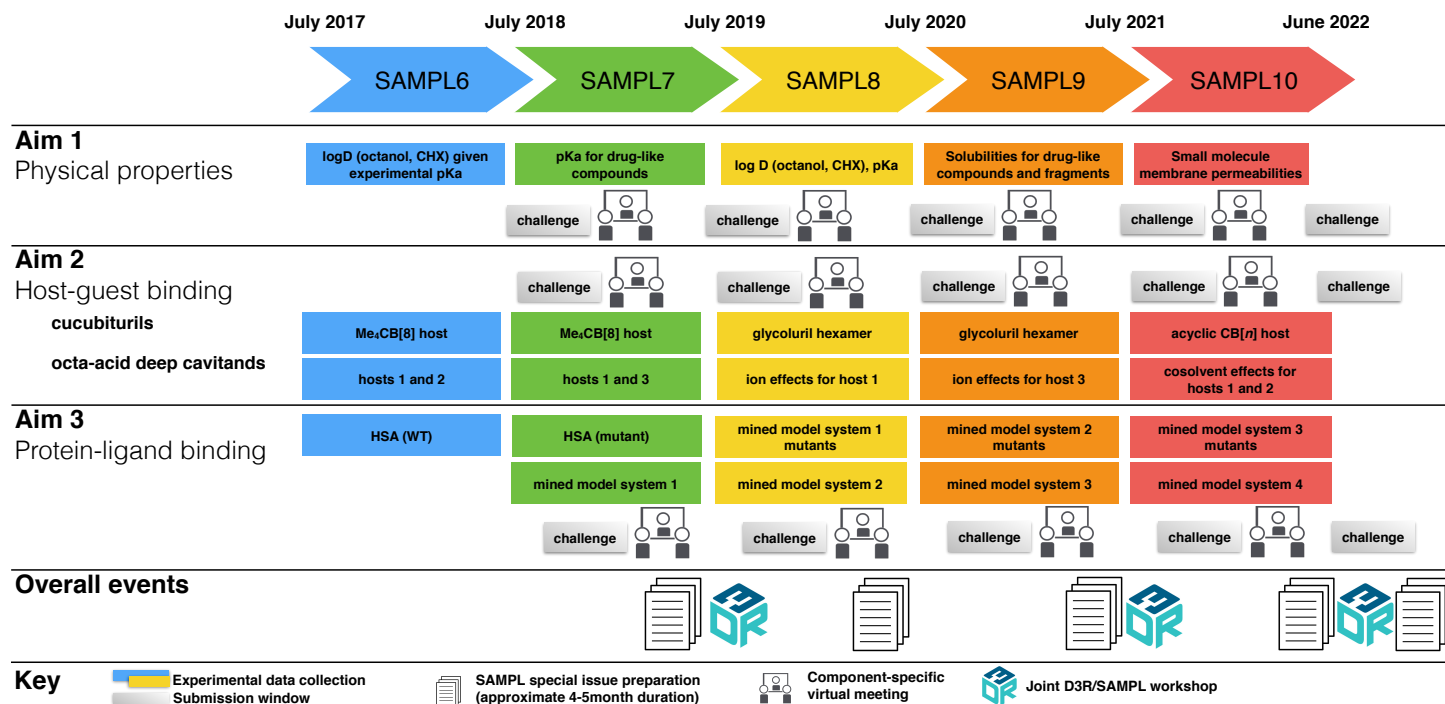 July 2017
July 2018
July 2019
July 2020
July 2021
June 2022
SAMPL6
SAMPL7
SAMPL8
SAMPL9
SAMPL10
Aim 1
Physical properties
logD (octanol, CHX) given
experimental pKa
pKa for drug-like
compounds
log D (octanol, CHX), pKa
Solubilities for drug-like
compounds and fragments
Small molecule
membrane permeabilities
challenge
challenge
challenge
challenge
challenge
Aim 2
Host-guest binding
challenge
challenge
challenge
challenge
challenge
cucubiturils
Me₄CB[8] host
Me₄CB[8] host
glycoluril hexamer
glycoluril hexamer
acyclic CB[n] host
octa-acid deep cavitands
hosts 1 and 2
hosts 1 and 3
ion effects for host 1
ion effects for host 3
cosolvent effects for
hosts 1 and 2
Aim 3
Protein-ligand binding
HSA (WT)
HSA (mutant)
mined model system 1
mutants
mined model system 2
mutants
mined model system 3
mutants
mined model system 1
mined model system 2
mined model system 3
mined model system 4
challenge
challenge
challenge
challenge
challenge
Overall events
D3R
D3R
D3R
Key
Experimental data collection
Submission window
SAMPL special issue preparation
(approximate 4-5month duration)
Component-specific
virtual meeting
D3R
Joint D3R/SAMPL workshop